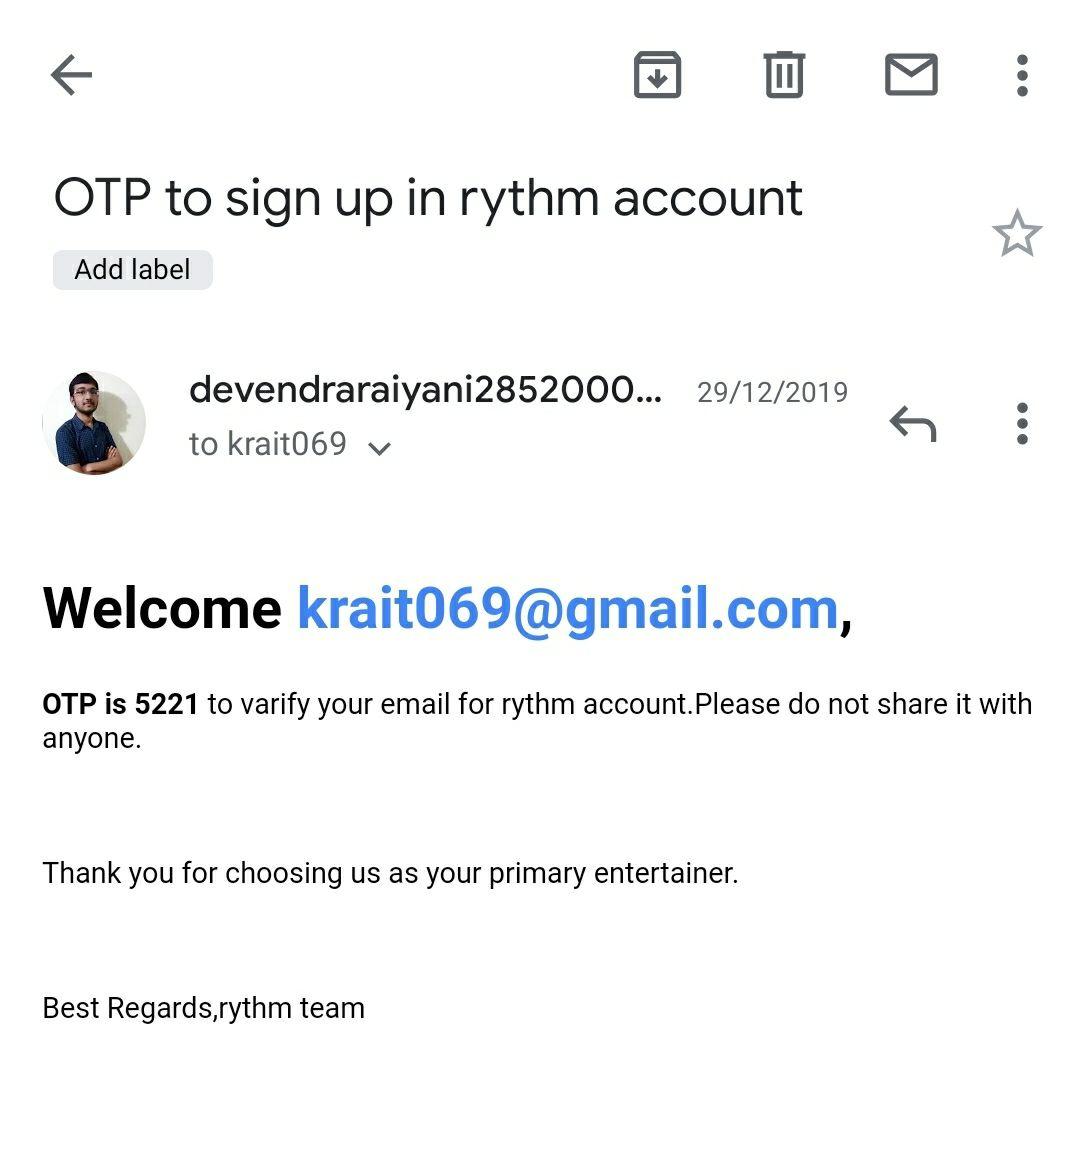 OTP to sign up in rythm account
Add label
devendraraiyani2852000... 29/12/2019
to krait069
Welcome krait069@gmail.com,
OTP is 5221 to varify your email for rythm account.Please do not share it with
anyone.
Thank you for choosing us as your primary entertainer.
Best Regards,rythm team